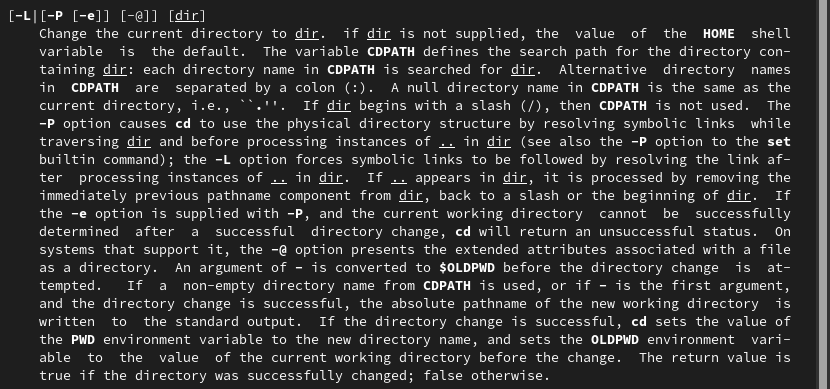 [-L|[-P [-e]] [-@]] [dir]
Change the current directory to dir.  if dir is not supplied, the  value  of  the  HOME  shell
variable  is  the default.  The variable CDPATH defines the search path for the directory con-
taining dir: each directory name in CDPATH is searched for dir.  Alternative  directory  names
in  CDPATH  are  separated by a colon (:).  A null directory name in CDPATH is the same as the
current directory, i.e., ``.''.  If dir begins with a slash (/), then CDPATH is not used.  The
-P option causes cd to use the physical directory structure by resolving symbolic links  while
traversing dir and before processing instances of .. in dir (see also the -P option to the set
builtin command); the -L option forces symbolic links to be followed by resolving the link af-
ter  processing instances of .. in dir.  If .. appears in dir, it is processed by removing the
immediately previous pathname component from dir, back to a slash or the beginning of dir.  If
the -e option is supplied with -P, and the current working directory  cannot  be  successfully
determined  after  a  successful  directory change, cd will return an unsuccessful status.  On
systems that support it, the -@ option presents the extended attributes associated with a file
as a directory.  An argument of - is converted to $OLDPWD before the directory change  is  at-
tempted.   If  a  non-empty directory name from CDPATH is used, or if - is the first argument,
and the directory change is successful, the absolute pathname of the new working directory  is
written  to  the standard output.  If the directory change is successful, cd sets the value of
the PWD environment variable to the new directory name, and sets the OLDPWD environment  vari-
able  to  the  value  of the current working directory before the change.  The return value is
true if the directory was successfully changed; false otherwise.